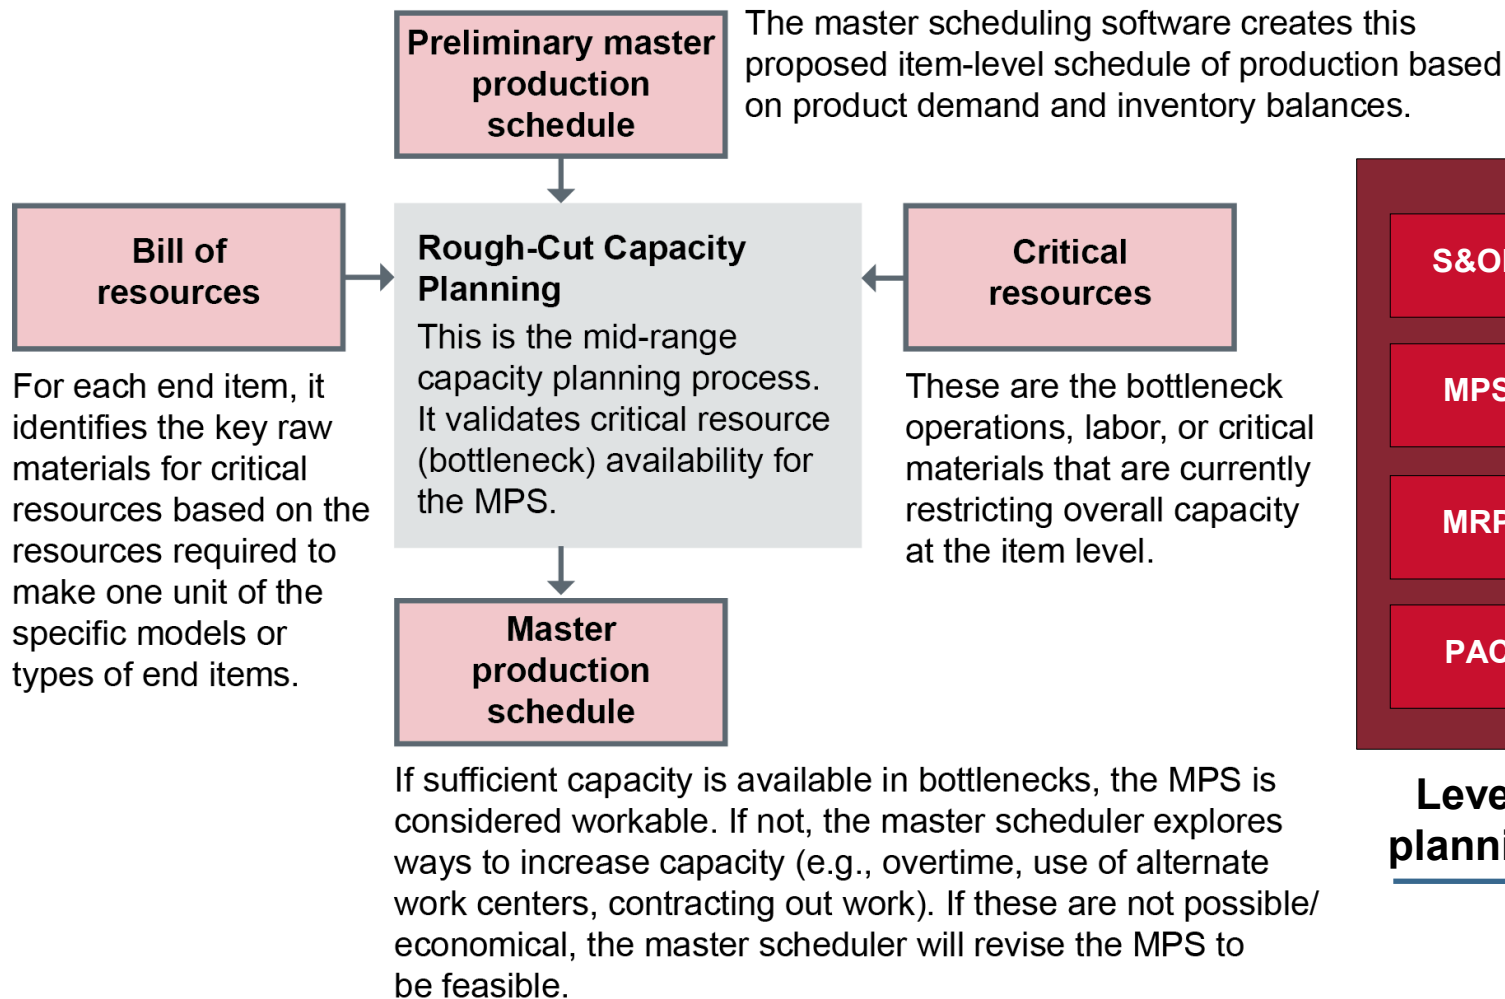 Preliminary master
production
schedule
The master scheduling software creates this
proposed item-level schedule of production based
on product demand and inventory balances.
Bill of
resources
For each end item, it
identifies the key raw
materials for critical
resources based on the
resources required to
make one unit of the
specific models or
types of end items.
Rough-Cut Capacity
Planning
This is the mid-range
capacity planning process.
It validates critical resource
(bottleneck) availability for
the MPS.
Critical
resources
These are the bottleneck
operations, labor, or critical
materials that are currently
restricting overall capacity
at the item level.
Master
production
schedule
If sufficient capacity is available in bottlenecks, the MPS is
considered workable. If not, the master scheduler explores
ways to increase capacity (e.g., overtime, use of alternate
work centers, contracting out work). If these are not possible/
economical, the master scheduler will revise the MPS to
be feasible.
MPS
MRP
PAC